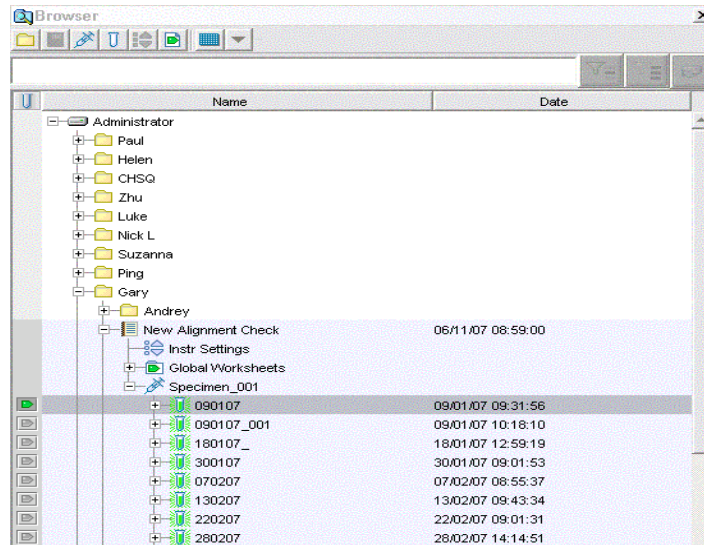 Browser
Name Date
Administrator
Paul
Helen
CHSQ
Zhu
Luke
Nick L
Suzanna
Ping
Gary
Andrey
New Alignment Check 06/11/07 08:59:00
Instr Settings
Global Worksheets
Specimen_001
090107 09/01/07 09:31:56
090107_001 09/01/07 10:18:10
180107_ 18/01/07 12:59:19
300107 30/01/07 09:01:53
070207 07/02/07 08:55:37
130207 13/02/07 09:43:34
220207 22/02/07 09:01:31
280207 28/02/07 14:14:51